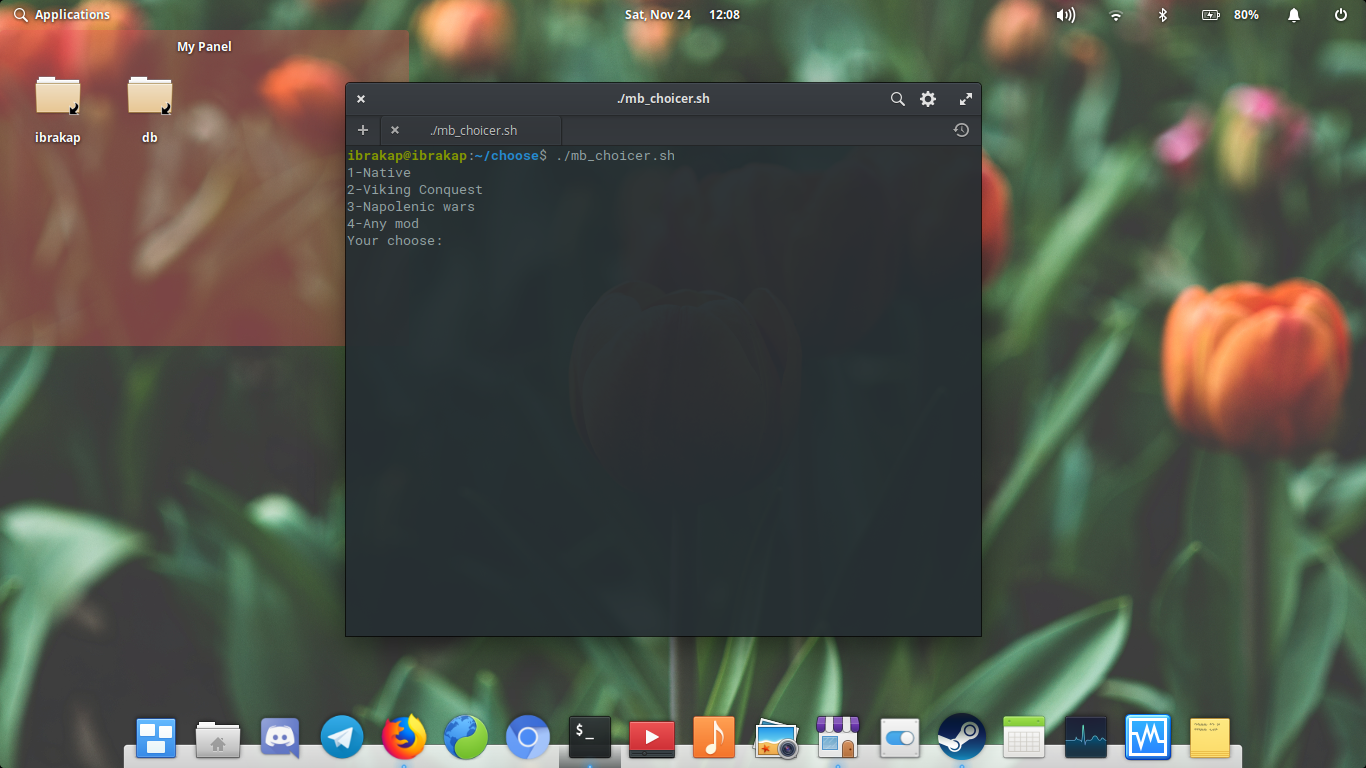 Applications
Sat, Nov 24 12:08
80%
My Panel
ibrakap
db
./mb_choicer.sh
./mb_choicer.sh
ibrakap@ibrakap:~/choose$ ./mb_choicer.sh
1-Native
2-Viking Conquest
3-Napolenic wars
4-Any mod
Your choose:
$ _